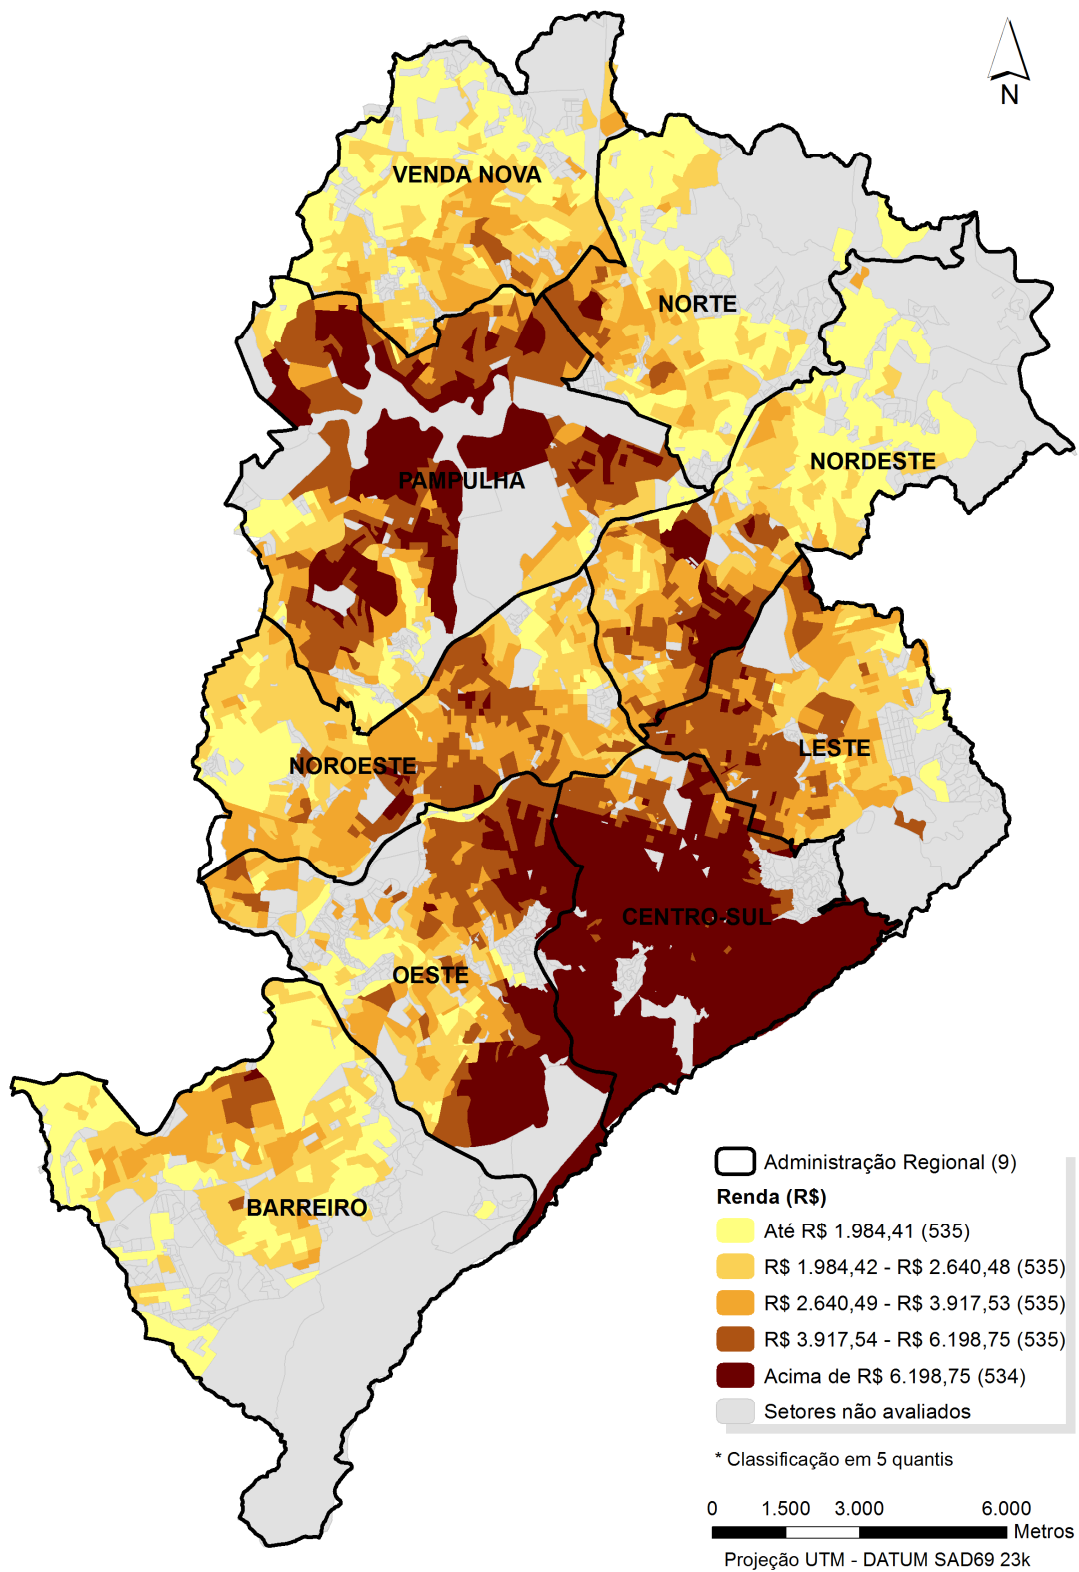 N
VENDA NOVA
NORTE
NORDESTE
PAMPULHA
LESTE
NOROESTE
CENTRO-SUL
OESTE
BARREIRO
Administração Regional (9)
Renda (R$)
Até R$ 1.984,41 (535)
R$ 1.984,42 - R$ 2.640,48 (535)
R$ 2.640,49 - R$ 3.917,53 (535)
R$ 3.917,54 - R$ 6.198,75 (535)
Acima de R$ 6.198,75 (534)
Setores não avaliados
* Classificação em 5 quantis
0 1.500 3.000 6.000
Metros
Projeção UTM - DATUM SAD69 23k